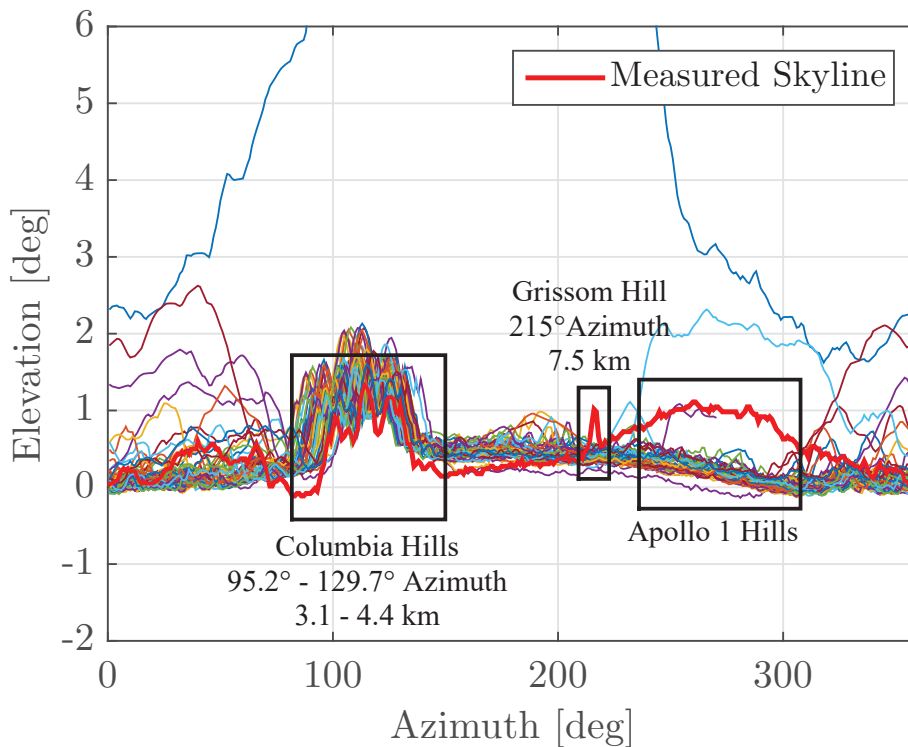 6
5
4
3
2
1
0
-1
-2
Elevation [deg]
Measured Skyline
Grissom Hill
215°Azimuth
7.5 km
Columbia Hills
95.2° - 129.7° Azimuth
3.1 - 4.4 km
Apollo 1 Hills
0
100
200
300
Azimuth [deg]